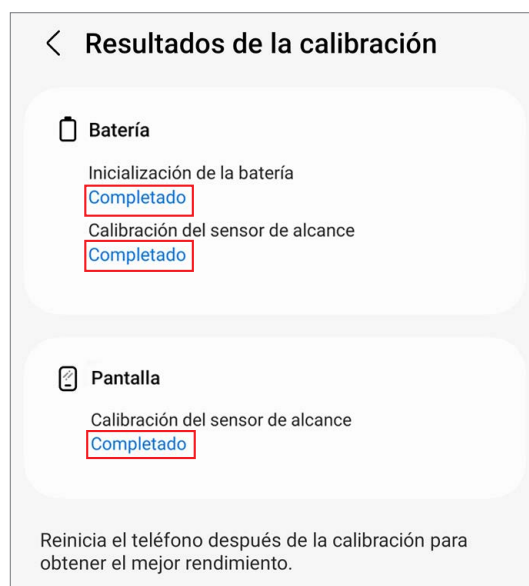 Resultados de la calibración
Batería
Inicialización de la batería
Completado
Calibración del sensor de alcance
Completado
Pantalla
Calibración del sensor de alcance
Completado
Reinicia el teléfono después de la calibración para
obtener el mejor rendimiento.